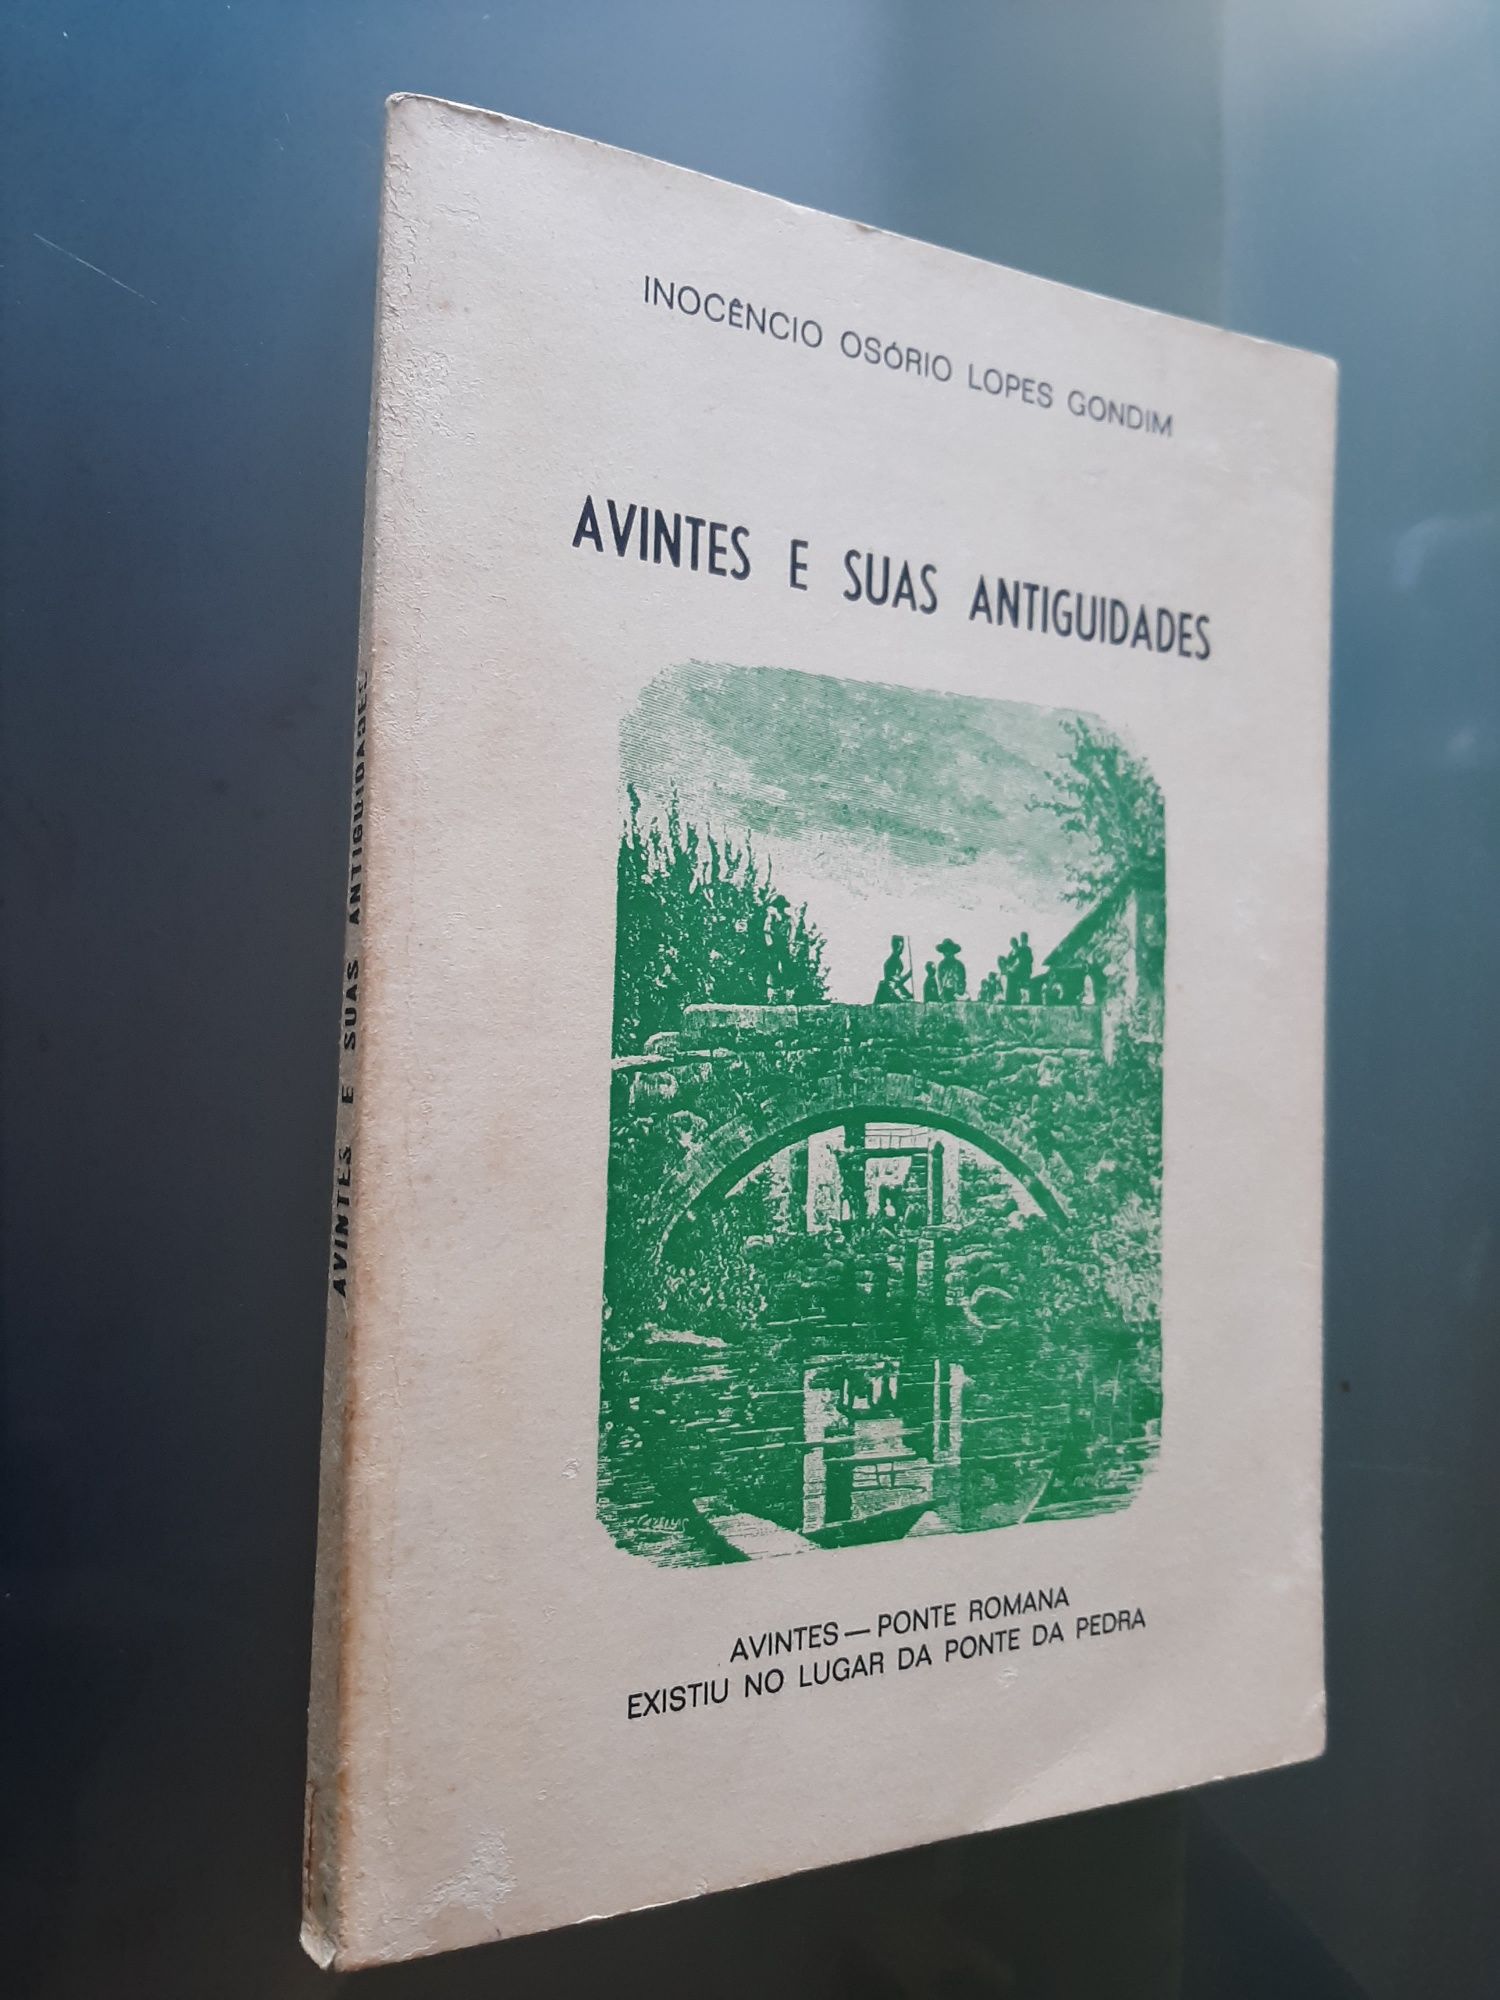 INOCÊNCIO OSÓRIO LOPES GONDIM
AVINTES E SUAS ANTIGUIDADES
AVINTES — PONTE ROMANA
EXISTIU NO LUGAR DA PONTE DA PEDRA
AVINTES E SUAS ANTIGUIDADES